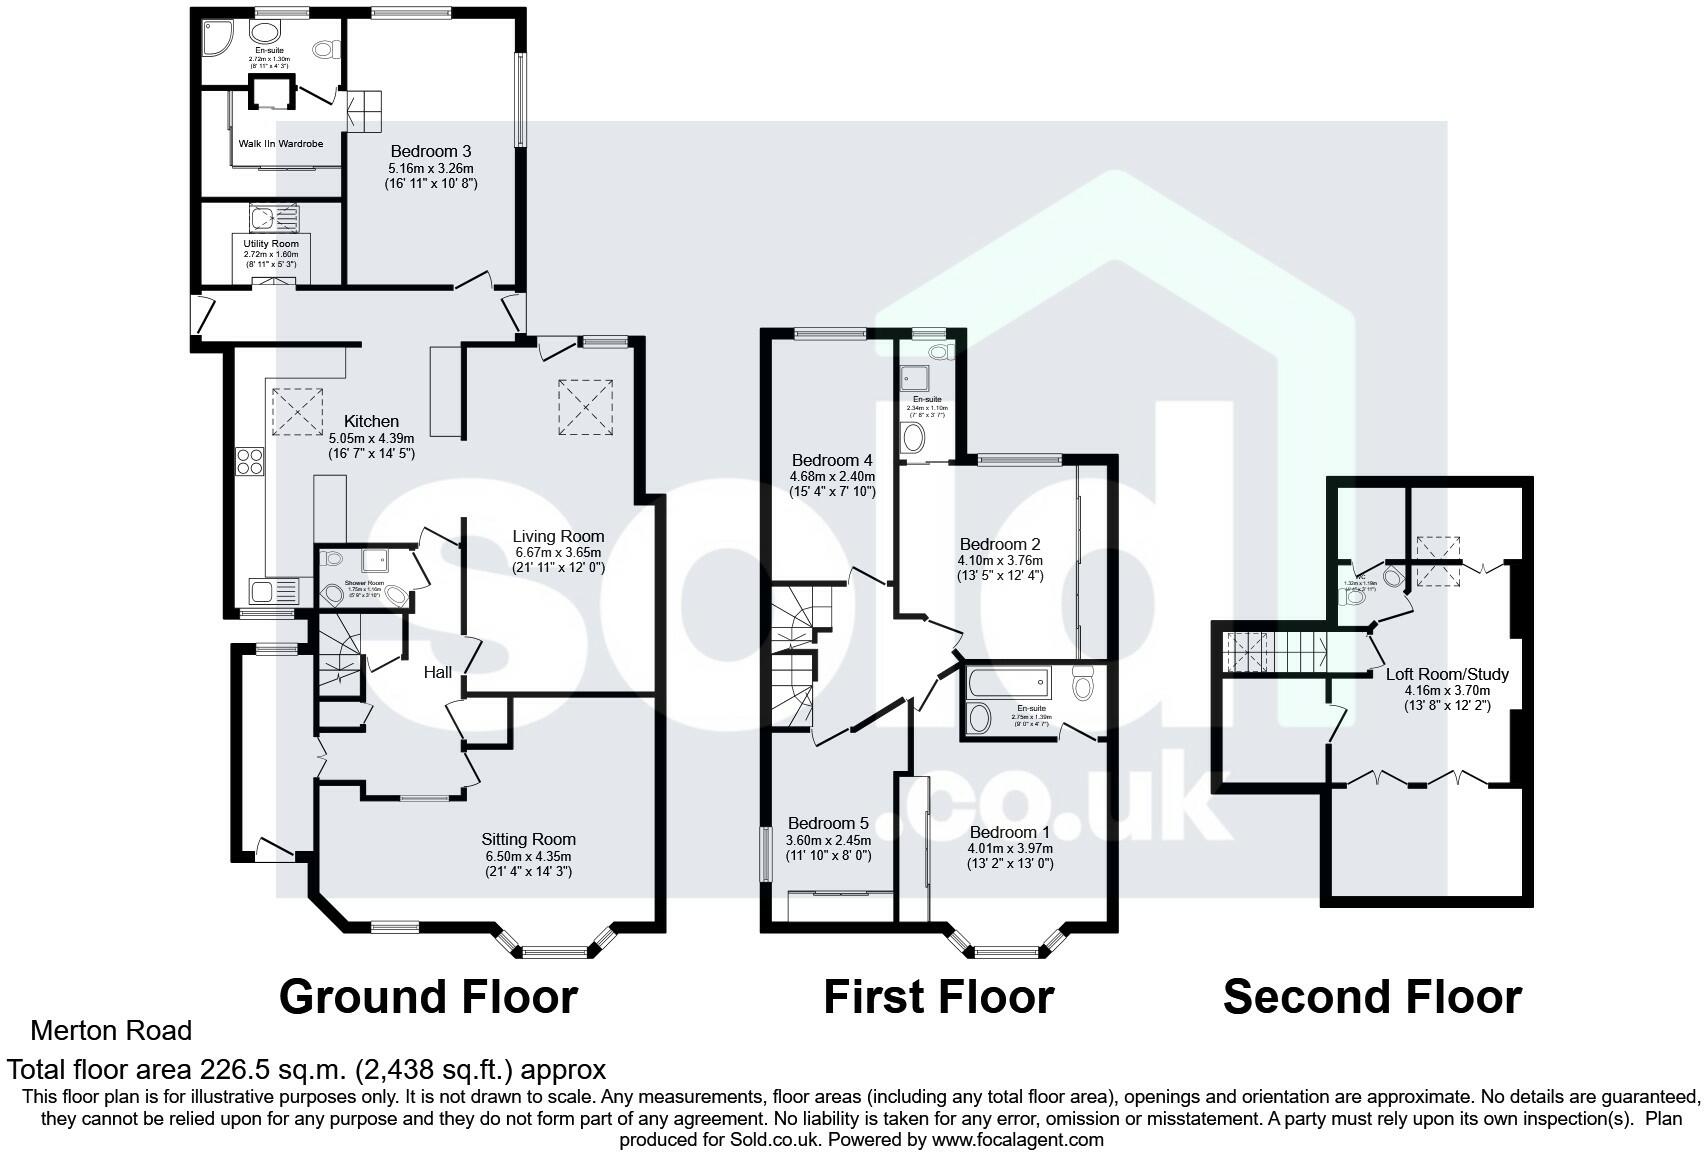 En-suite
2.72m x 1.30m
(8' 11" x 4' 3")
Walk IIn Wardrobe
Bedroom 3
5.16m x 3.26m
(16' 11" x 10' 8")
Utility Room
2.72m x 1.60m
(8' 11" x 5' 3")
Kitchen
5.05m x 4.39m
(16' 7" x 14' 5")
Living Room
6.67m x 3.65m
(21' 11" x 12' 0")
Shower Room
1.75m x 1.16m
(5' 9" x 3' 10")
Hall
Sitting Room
6.50m x 4.35m
(21' 4" x 14' 3")
En-suite
2.34m x 1.10m
(7' 8" x 3' 7")
Bedroom 4
4.68m x 2.40m
(15' 4" x 7' 10")
Bedroom 2
4.10m x 3.76m
(13' 5" x 12' 4")
En-suite
2.75m x 1.39m
(9' 0" x 4' 7")
Bedroom 5
3.60m x 2.45m
(11' 10" x 8' 0")
Bedroom 1
4.01m x 3.97m
(13' 2" x 13' 0")
WC
1.32m x 1.19m
Loft Room/Study
4.16m x 3.70m
(13' 8" x 12' 2")
sold
.co.uk
Ground Floor
First Floor
Second Floor
Merton Road
Total floor area 226.5 sq.m. (2,438 sq.ft.) approx
This floor plan is for illustrative purposes only. It is not drawn to scale. Any measurements, floor areas (including any total floor area), openings and orientation are approximate. No details are guaranteed,
they cannot be relied upon for any purpose and they do not form part of any agreement. No liability is taken for any error, omission or misstatement. A party must rely upon its own inspection(s). Plan
produced for Sold.co.uk. Powered by www.focalagent.com